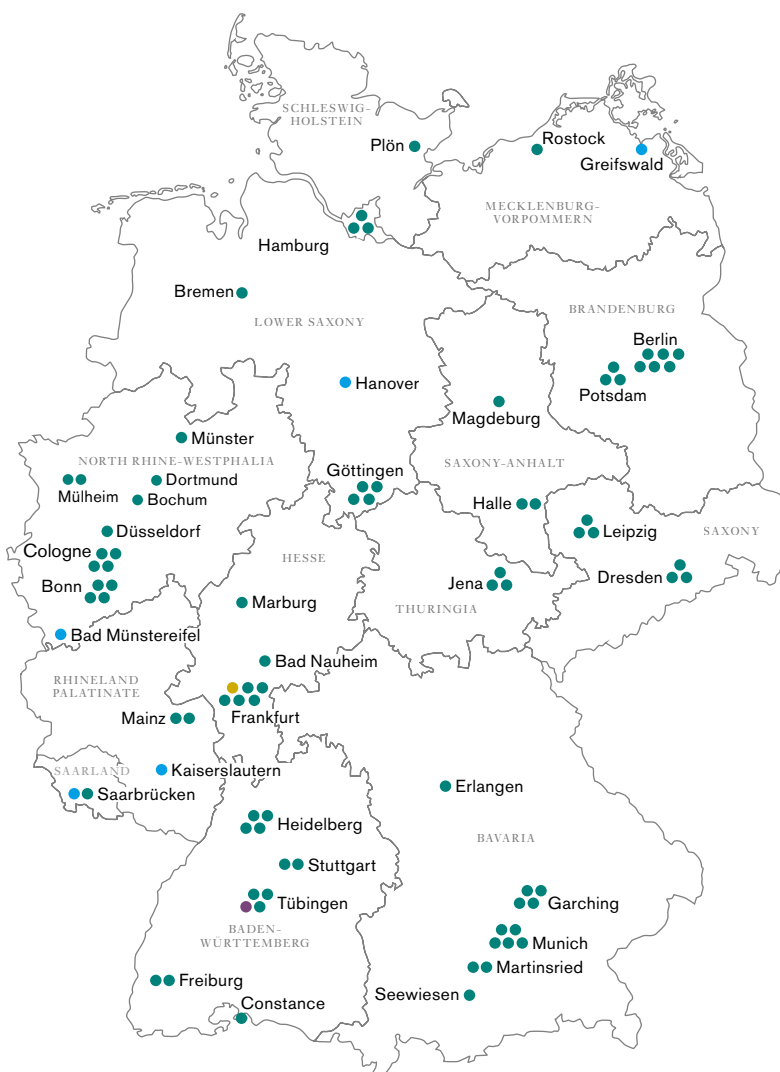 SCHLESWIG-
HOLSTEIN
Plön
Rostock
Greifswald
MECKLENBURG-
VORPOMMERN
Hamburg
Bremen
LOWER SAXONY
BRANDENBURG
Berlin
Potsdam
Hanover
Magdeburg
Münster
NORTH RHINE-WESTPHALIA
Göttingen
SAXONY-ANHALT
Mülheim
Dortmund
Bochum
Halle
Düsseldorf
Leipzig
SAXONY
Cologne
HESSE
Bonn
Jena
Dresden
Marburg
THURINGIA
Bad Münstereifel
Bad Nauheim
RHINELAND
PALATINATE
Mainz
Frankfurt
SAARLAND
Kaiserslautern
Saarbrücken
Erlangen
Heidelberg
BAVARIA
Stuttgart
Tübingen
Garching
BADEN-
WÜRTTEMBERG
Munich
Martinsried
Freiburg
Seewiesen
Constance